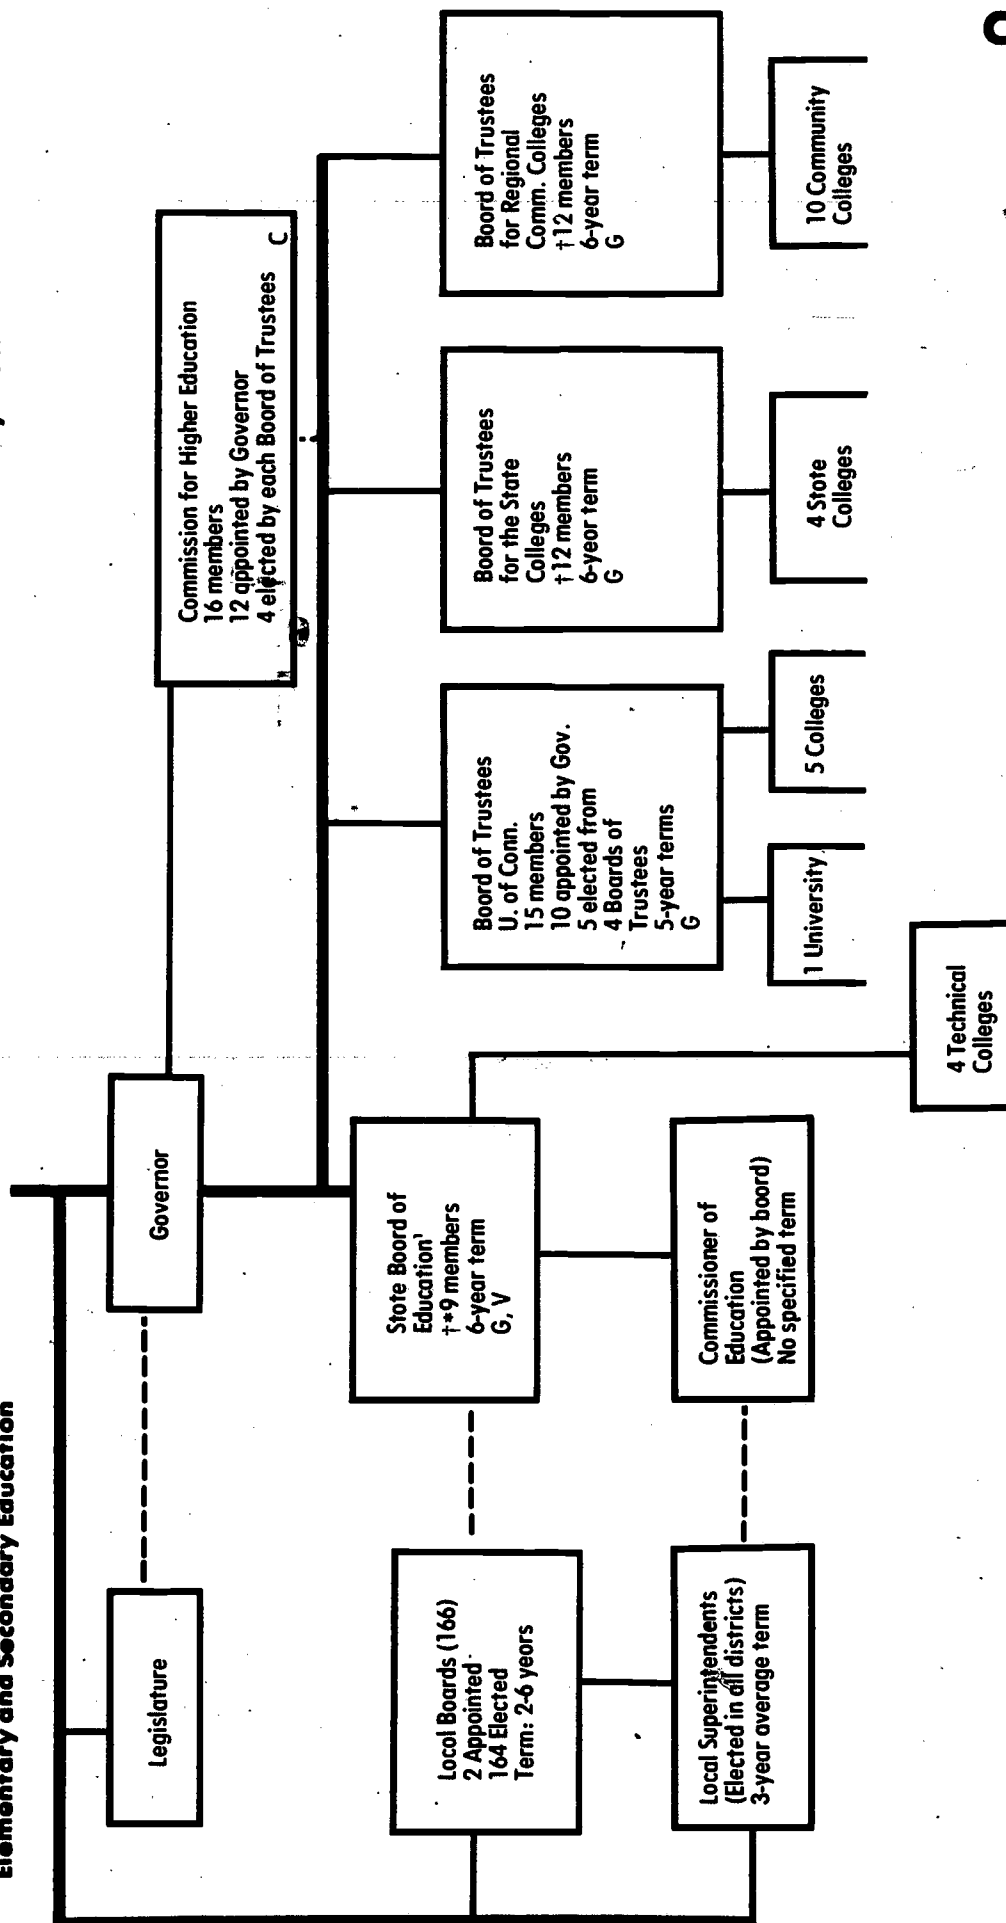 Elementary and Secondary Education
Legislature
Governor
Commission for Higher Education
16 members
12 appointed by Governor
4 elected by each Board of Trustees
C
Local Boards (166)
2 Appointed
164 Elected
Term: 2-6 years
State Board of
Education¹
†*9 members
6-year term
G, V
Board of Trustees
U. of Conn.
15 members
10 appointed by Gov.
5 elected from
4 Boards of
Trustees
5-year terms
G
Board of Trustees
for the State
Colleges
†12 members
6-year term
G
Board of Trustees
for Regional
Comm. Colleges
†12 members
6-year term
G
Local Superintendents
(Elected in all districts)
3-year average term
Commissioner of
Education
(Appointed by board)
No specified term
1 University
5 Colleges
4 State
Colleges
10 Community
Colleges
4 Technical
Colleges